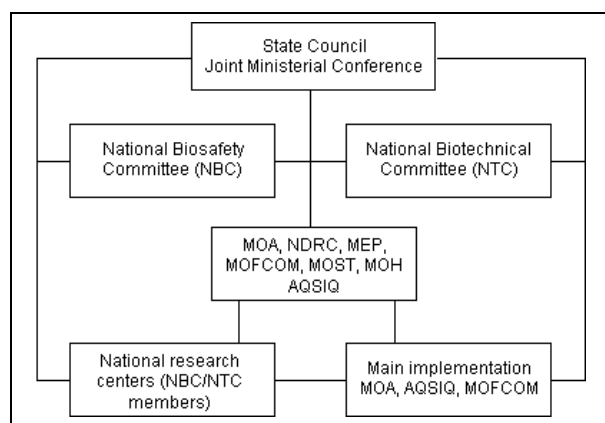 State Council
Joint Ministerial Conference
National Biosafety
Committee (NBC)
National Biotechnical
Committee (NTC)
MOA, NDRC, MEP,
MOFCOM, MOST, MOH
AQSIQ
National research
centers (NBC/NTC
members)
Main implementation
MOA, AQSIQ, MOFCOM